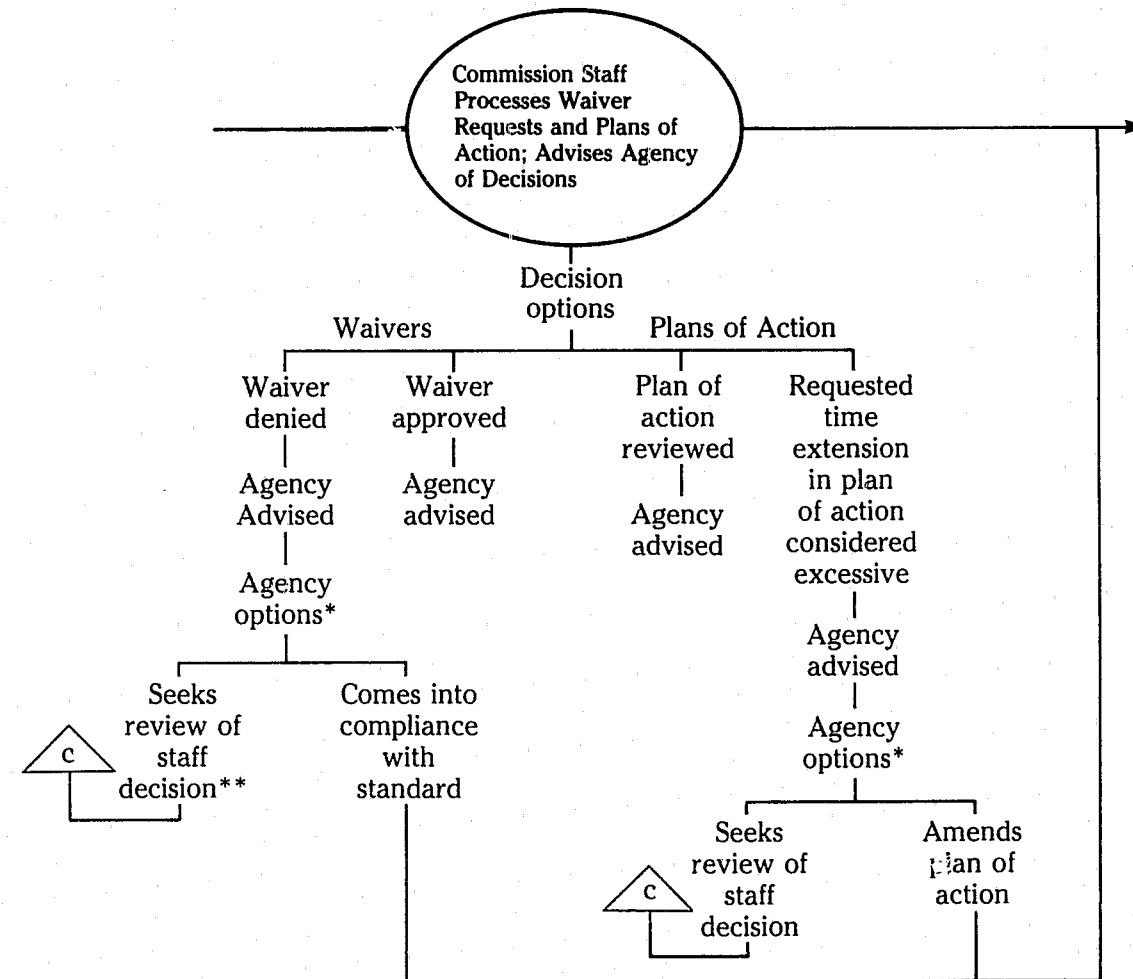 Commission Staff
Processes Waiver
Requests and Plans of
Action; Advises Agency
of Decisions
Decision
options
Waivers
Plans of Action
Waiver
denied
Agency
Advised
Agency
options*
Seeks
review of
staff
decision**
c
Comes into
compliance
with
standard
Waiver
approved
Agency
advised
Plan of
action
reviewed
Agency
advised
Requested
time
extension
in plan
of action
considered
excessive
Agency
advised
Agency
options*
Seeks
review of
staff
decision
c
Amends
plan of
action